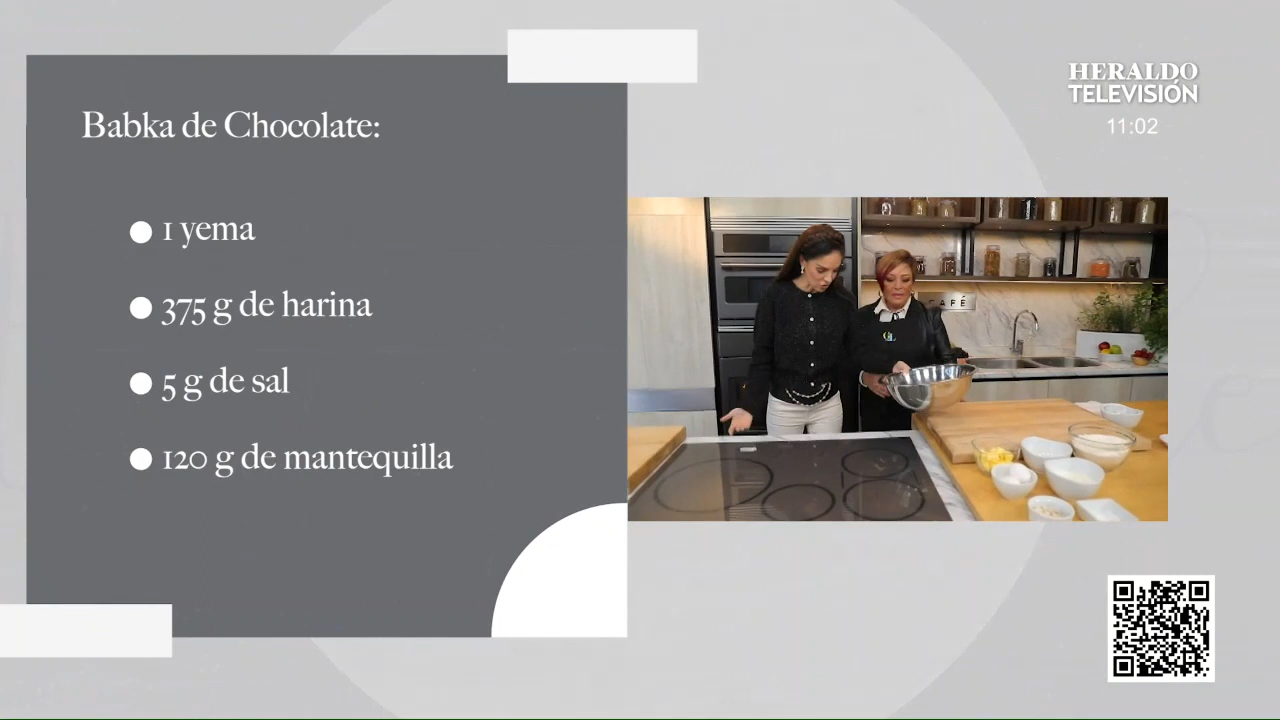 Babka de Chocolate:
1 yema
375 g de harina
5 g de sal
120 g de mantequilla
HERALDO
TELEVISIÓN
11:02
CAFÉ